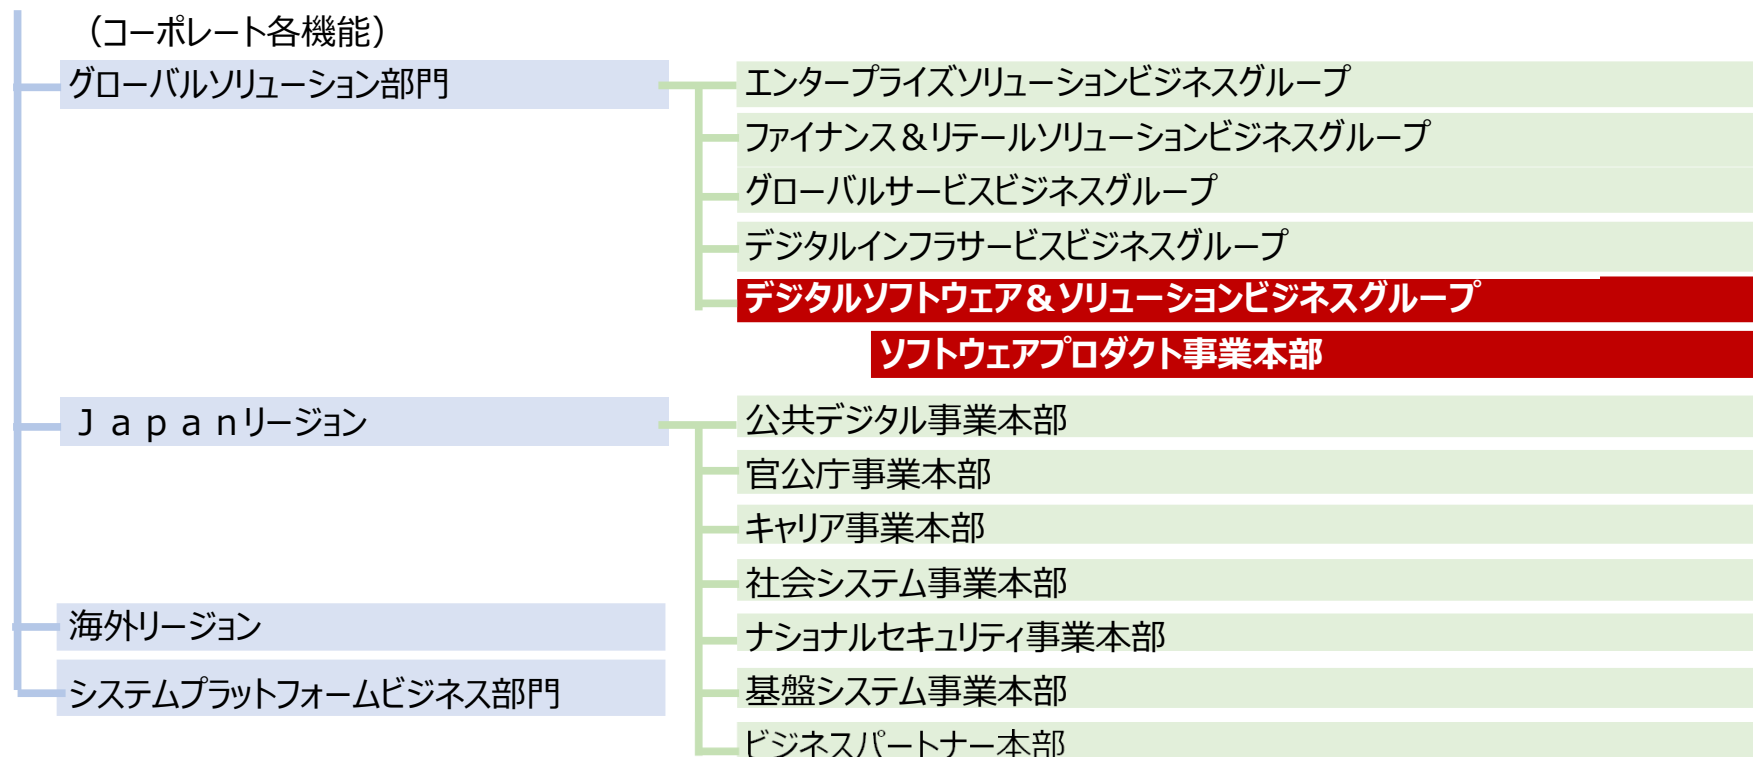 （コーポレート各機能）
グローバルソリューション部門
エンタープライズソリューションビジネスグループ
ファイナンス＆リテールソリューションビジネスグループ
グローバルサービスビジネスグループ
デジタルインフラサービスビジネスグループ
デジタルソフトウェア＆ソリューションビジネスグループ
ソフトウェアプロダクト事業本部
Ｊａｐａｎリージョン
公共デジタル事業本部
官公庁事業本部
キャリア事業本部
社会システム事業本部
ナショナルセキュリティ事業本部
基盤システム事業本部
ビジネスパートナー本部
海外リージョン
システムプラットフォームビジネス部門